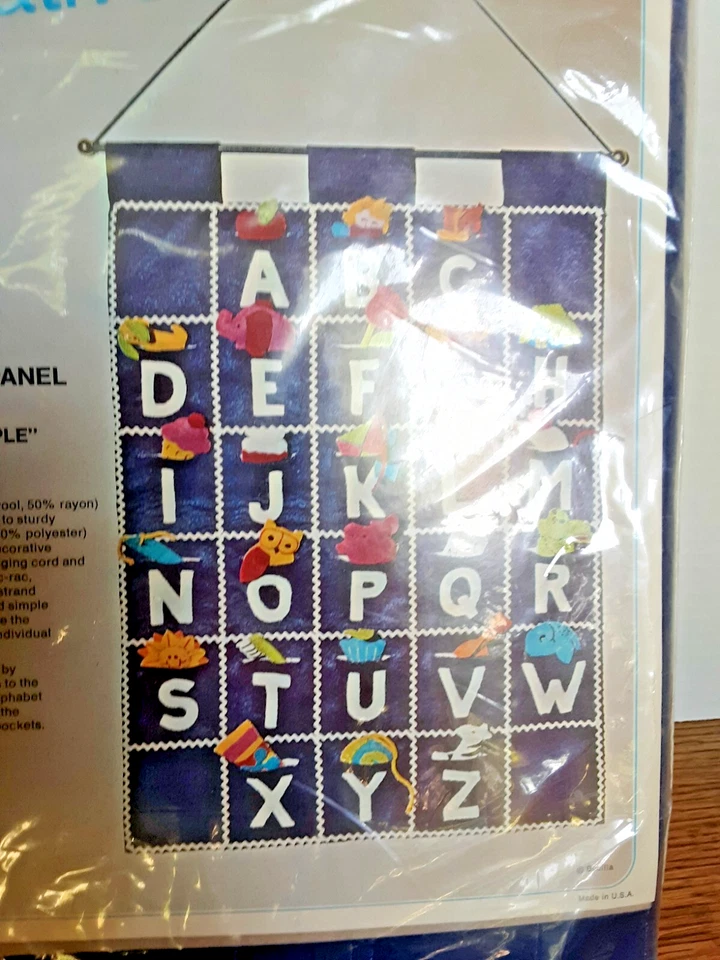 ANEL
PLE"
ool, 50% rayon)
to sturdy
0% polyester)
corative
ging cord and
c-rac,
strand
d simple
e the
ndividual
by
to the
phabet
the
ockets.
A B C
D E F H
I J K L M
N O P Q R
S T U V W
X Y Z
Made in U.S.A.